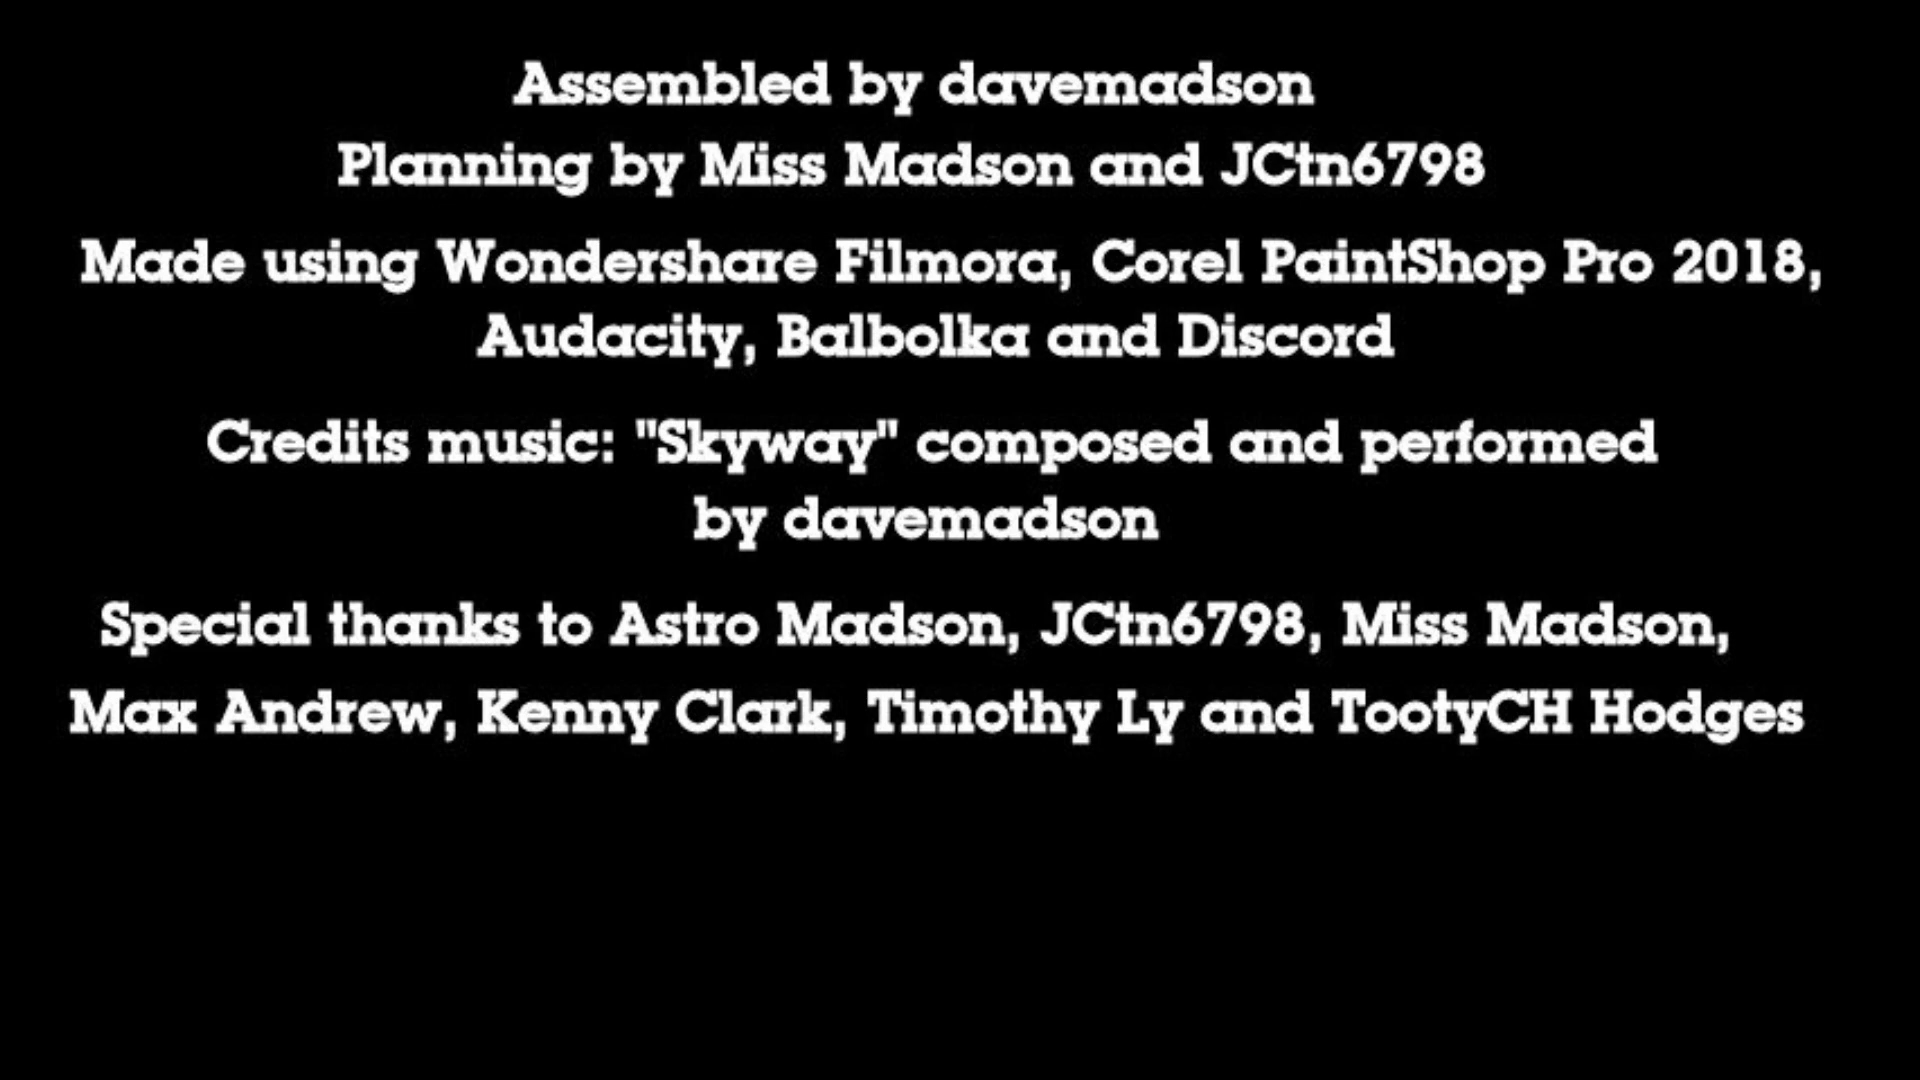 Assembled by davemadson
Planning by Miss Madson and JCtn6798
Made using Wondershare Filmora, Corel PaintShop Pro 2018,
Audacity, Balbolka and Discord
Credits music: "Skyway" composed and performed
by davemadson
Special thanks to Astro Madson, JCtn6798, Miss Madson,
Max Andrew, Kenny Clark, Timothy Ly and TootyCH Hodges